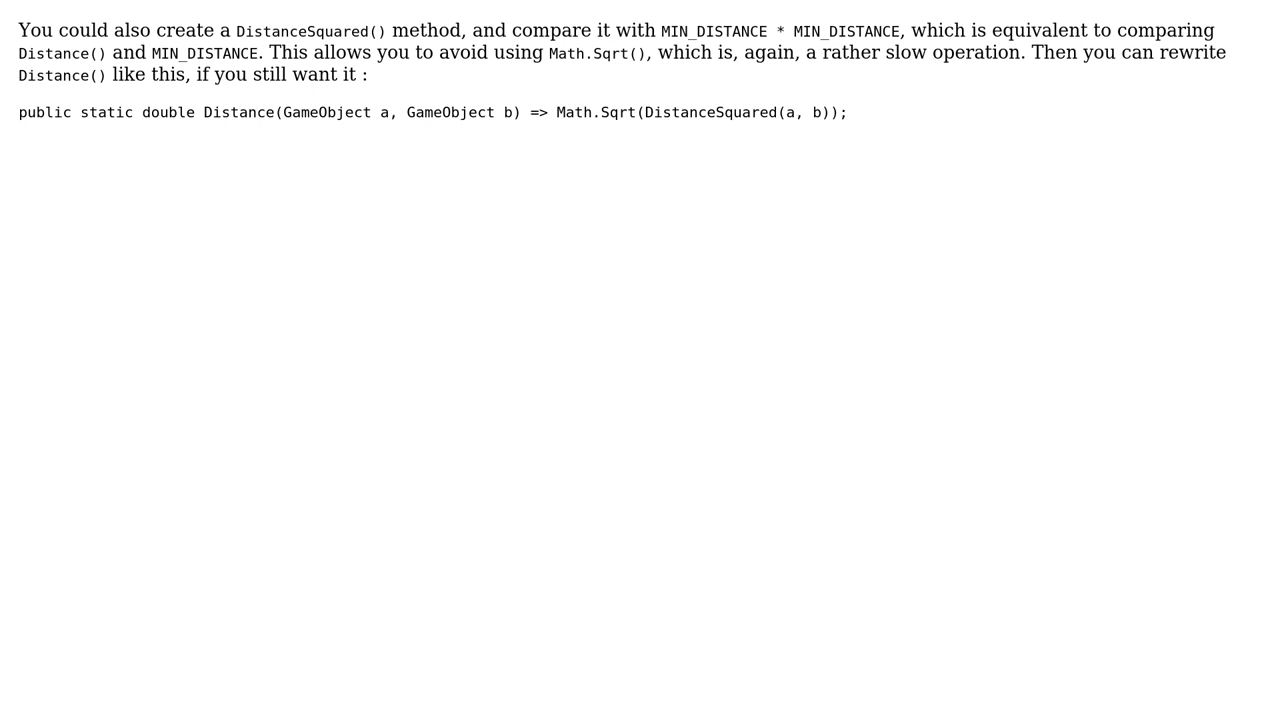 You could also create a DistanceSquared() method, and compare it with MIN_DISTANCE * MIN_DISTANCE, which is equivalent to comparing
Distance() and MIN_DISTANCE. This allows you to avoid using Math.Sqrt(), which is, again, a rather slow operation. Then you can rewrite
Distance() like this, if you still want it :
public static double Distance(GameObject a, GameObject b) => Math.Sqrt(DistanceSquared(a, b));